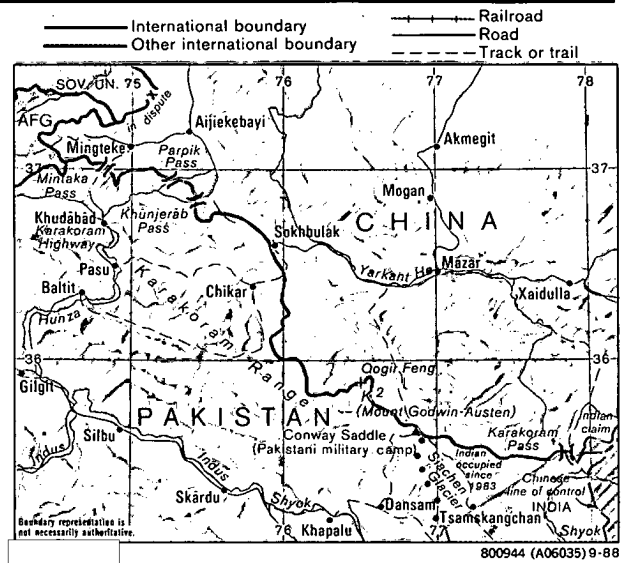 International boundary
Other international boundary
Railroad
Road
Track or trail
SOV. UN. 75
76
77
78
AFG
in dispute
Aijiekebayi
Mingteke
Parpik
Pass
Akmegit
37
37
Mintaka
Pass
Mogan
Khudābād
Karakoram
Highway
Khunjerāb
Pass
CHINA
Sokhbulāk
Pasu
Yarkant
Mazar
Baltit
Chikar
Xaidulla
Hunza
Karakoram
Range
36
36
Qogir Feng
K2
(Mount Godwin-Austen)
Gilgit
PAKISTAN
Indian
claim
Karakoram
Pass
Silbu
Conway Saddle
(Pakistani military camp)
Indian
occupied
since
1983
Siachen
Glacier
Indus
Indus
Chinese
line of control
Skārdu
Shyok
Dansam
INDIA
Tsamskangchan
Khapalu
Shyok
Boundary representation is
not necessarily authoritative.
76
77
800944 (A06035) 9-88